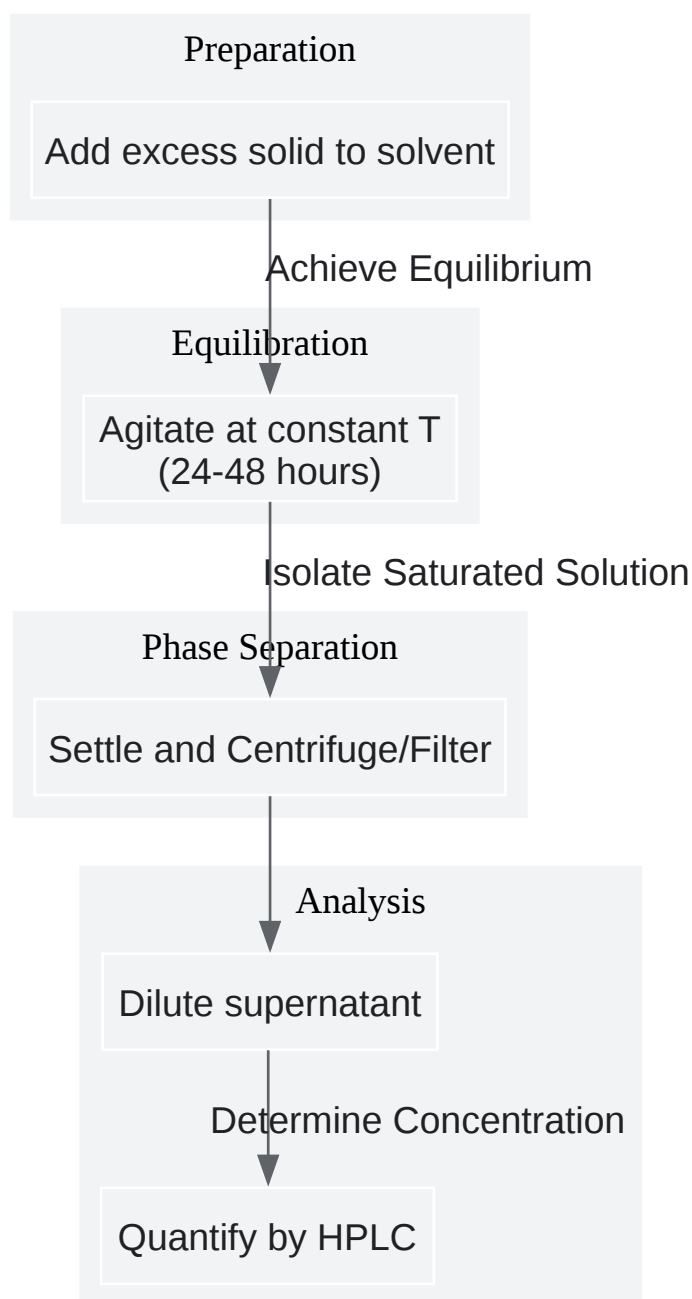 Preparation
Add excess solid to solvent
Achieve Equilibrium
Equilibration
Agitate at constant T
(24-48 hours)
Isolate Saturated Solution
Phase Separation
Settle and Centrifuge/Filter
Analysis
Dilute supernatant
Determine Concentration
Quantify by HPLC